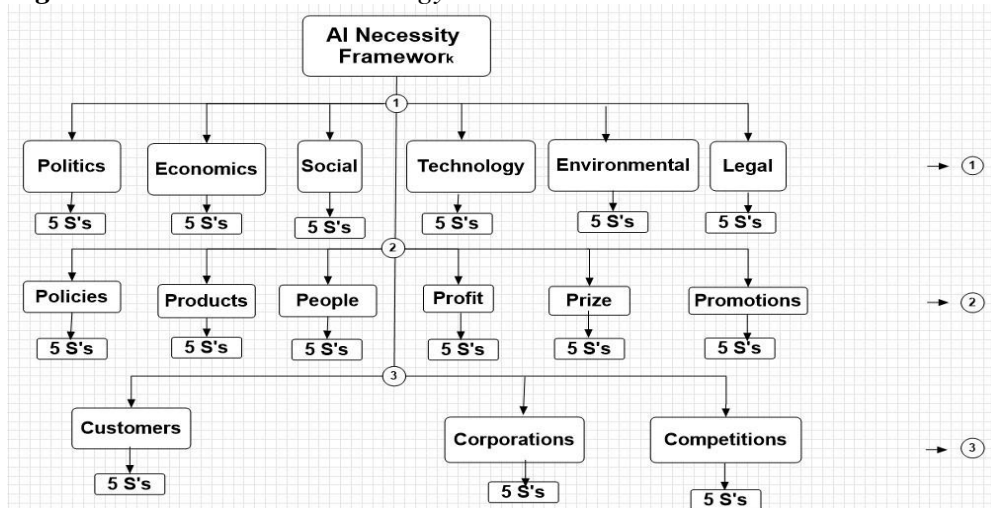 AI Necessity
Framework
1
Politics
Economics
Social
Technology
Environmental
Legal
1
5 S's
5 S's
5 S's
5 S's
5 S's
5 S's
2
Policies
Products
People
Profit
Prize
Promotions
2
5 S's
5 S's
5 S's
5 S's
5 S's
5 S's
3
Customers
Corporations
Competitions
3
5 S's
5 S's
5 S's